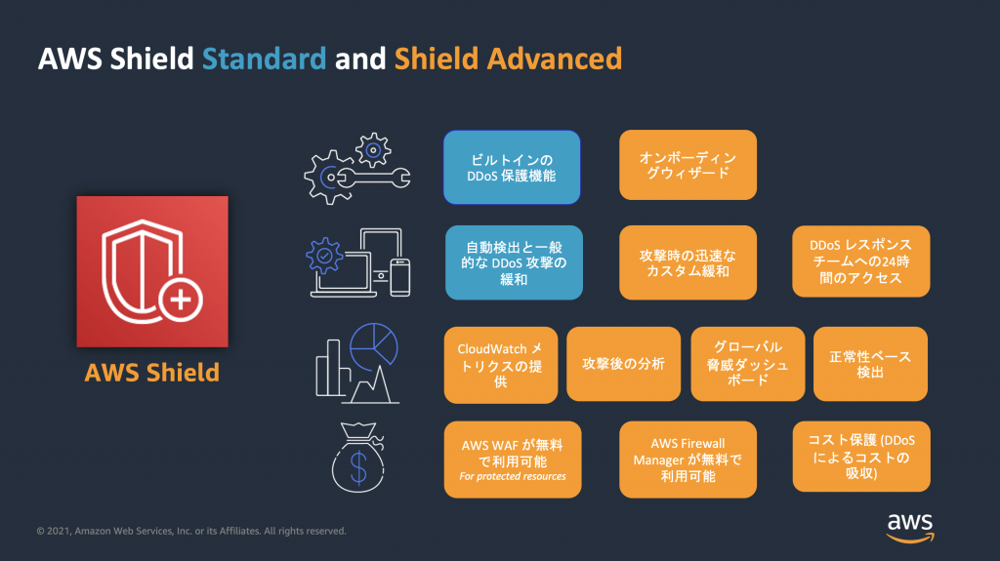 AWS Shield Standard and Shield Advanced
ビルトインの
DDoS 保護機能
オンボーディン
グウィザード
自動検出と一般
的な DDoS 攻撃の
緩和
攻撃時の迅速な
カスタム緩和
DDoS レスポンス
チームへの24時
間のアクセス
AWS Shield
CloudWatch メ
トリクスの提
供
攻撃後の分析
グローバル
脅威ダッシュ
ボード
正常性ベース
検出
AWS WAF が無料
で利用可能
For protected resources
AWS Firewall
Manager が無料で
利用可能
コスト保護 (DDoS
によるコストの
吸収)
© 2021, Amazon Web Services, Inc. or its Affiliates. All rights reserved.
aws